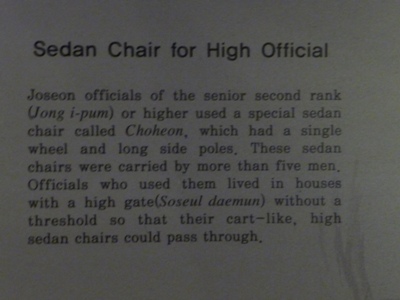 Sedan Chair for High Official
Joseon officials of the senior second rank
(Jong i-pum) or higher used a special sedan
chair called Choheon, which had a single
wheel and long side poles. These sedan
chairs were carried by more than five men.
Officials who used them lived in houses
with a high gate(Soseul daemun) without a
threshold so that their cart-like, high
sedan chairs could pass through.